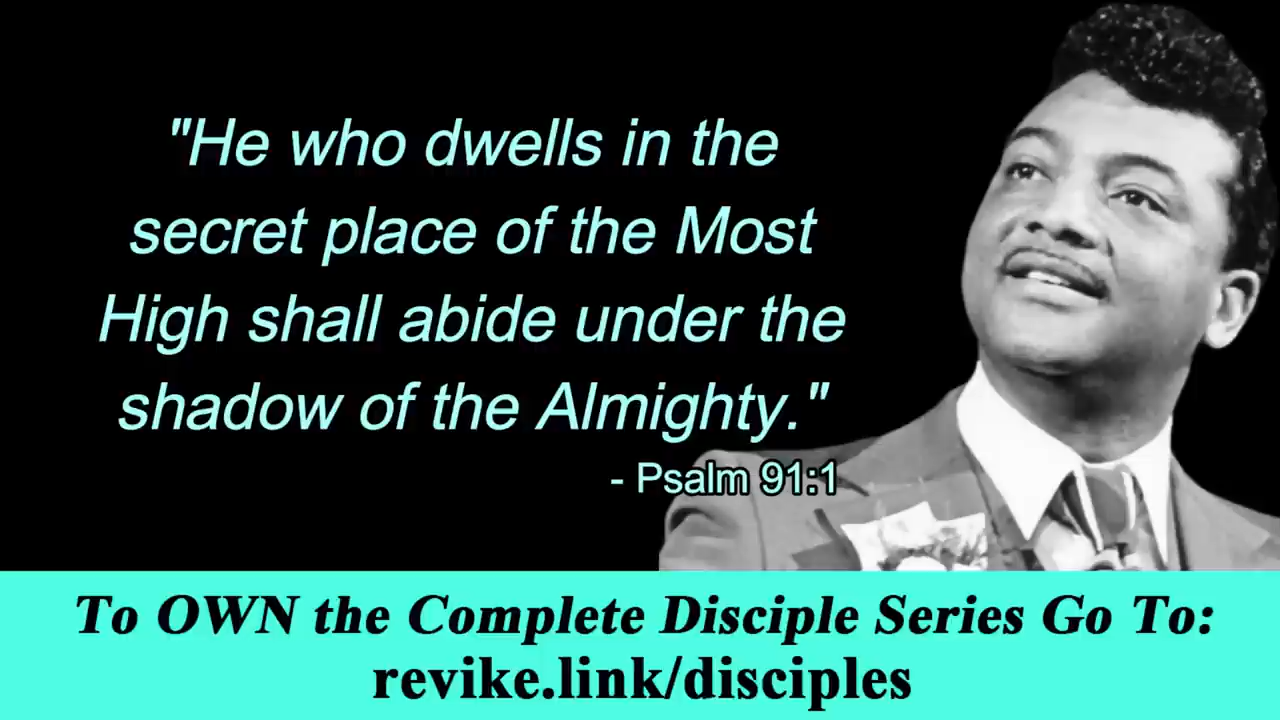 "He who dwells in the
secret place of the Most
High shall abide under the
shadow of the Almighty."
- Psalm 91:1
To OWN the Complete Disciple Series Go To:
revike.link/disciples